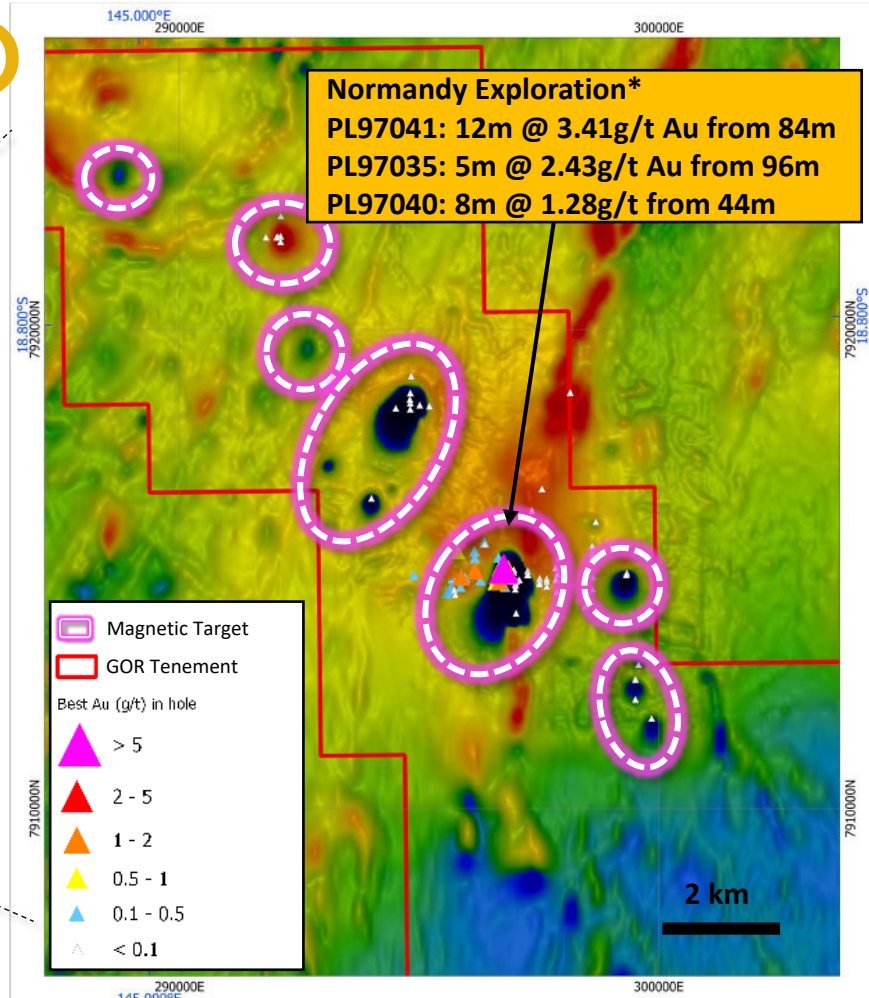 145.000°E
290000E
300000E
Normandy Exploration*
PL97041: 12m @ 3.41g/t Au from 84m
PL97035: 5m @ 2.43g/t Au from 96m
PL97040: 8m @ 1.28g/t from 44m
18.800°S
7920000N
18.800°S
7920000N
Magnetic Target
GOR Tenement
Best Au (g/t) in hole
> 5
2 - 5
1 - 2
0.5 - 1
0.1 - 0.5
< 0.1
7910000N
7910000N
2 km
290000E
300000E
145.000°E